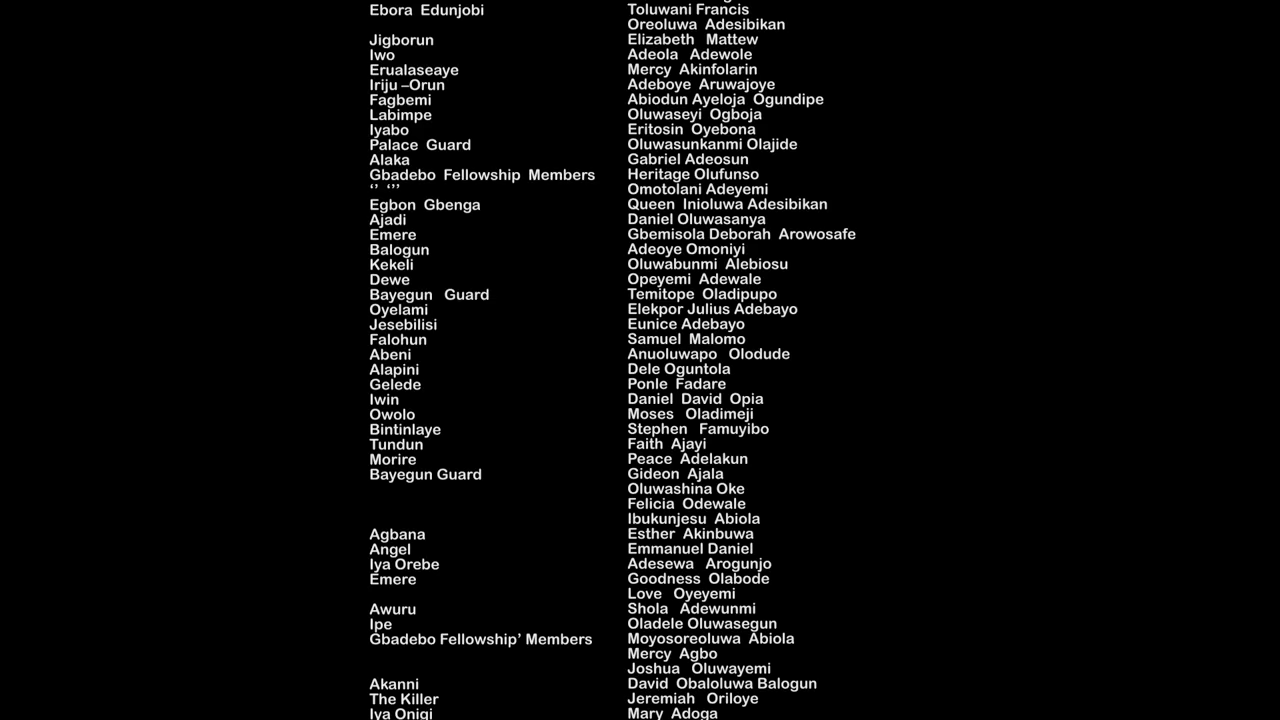 Ebora Edunjobi Toluwani Francis
Oreoluwa Adesibikan
Jigborun Elizabeth Mattew
Iwo Adeola Adewole
Erualaseaye Mercy Akinfolarin
Iriju –Orun Adeboye Aruwajoye
Fagbemi Abiodun Ayeloja Ogundipe
Labimpe Oluwaseyi Ogboja
Iyabo Eritosin Oyebona
Palace Guard Oluwasunkanmi Olajide
Alaka Gabriel Adeosun
Gbadebo Fellowship Members Heritage Olufunso
‘’ ‘’’ Omotolani Adeyemi
Egbon Gbenga Queen Inioluwa Adesibikan
Ajadi Daniel Oluwasanya
Emere Gbemisola Deborah Arowosafe
Balogun Adeoye Omoniyi
Kekeli Oluwabunmi Alebiosu
Dewe Opeyemi Adewale
Bayegun Guard Temitope Oladipupo
Oyelami Elekpor Julius Adebayo
Jesebilisi Eunice Adebayo
Falohun Samuel Malomo
Abeni Anuoluwapo Olodude
Alapini Dele Oguntola
Gelede Ponle Fadare
Iwin Daniel David Opia
Owolo Moses Oladimeji
Bintinlaye Stephen Famuyibo
Tundun Faith Ajayi
Morire Peace Adelakun
Bayegun Guard Gideon Ajala
Oluwashina Oke
Felicia Odewale
Ibukunjesu Abiola
Agbana Esther Akinbuwa
Angel Emmanuel Daniel
Iya Orebe Adesewa Arogunjo
Emere Goodness Olabode
Love Oyeyemi
Awuru Shola Adewunmi
Ipe Oladele Oluwasegun
Gbadebo Fellowship’ Members Moyosoreoluwa Abiola
Mercy Agbo
Joshua Oluwayemi
Akanni David Obaloluwa Balogun
The Killer Jeremiah Oriloye
Iya Onigi Mary Adoga